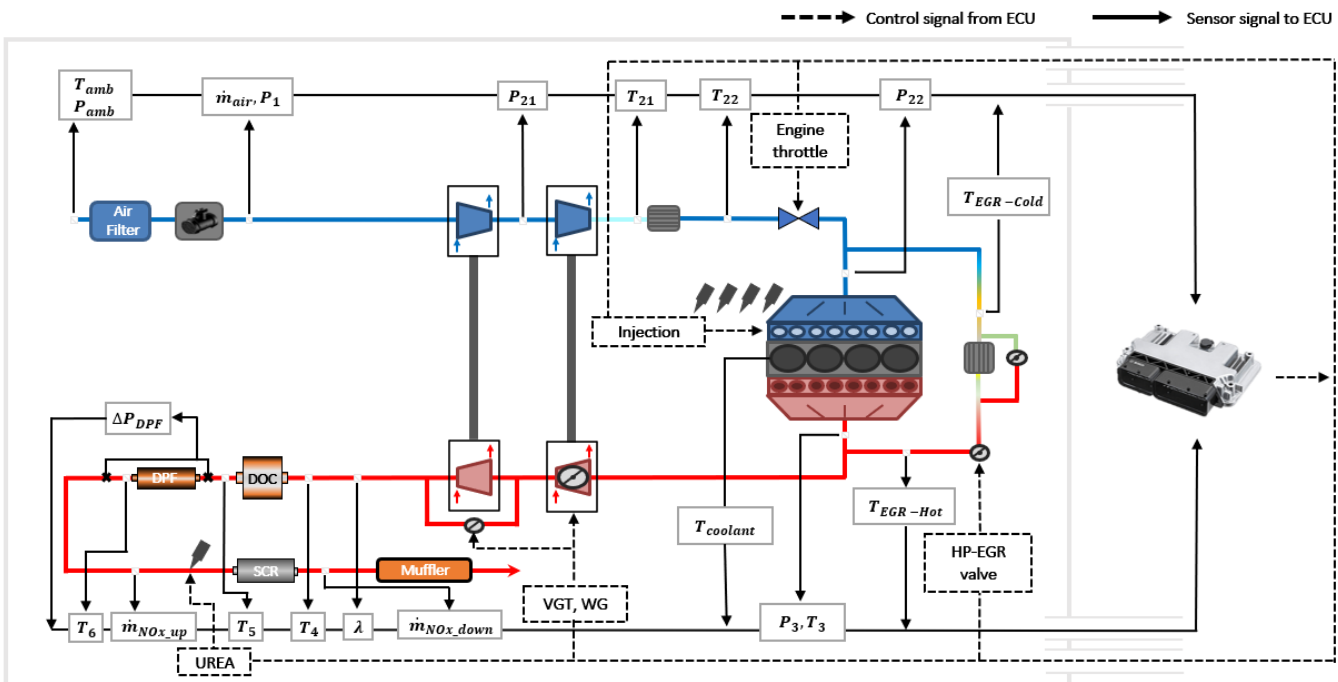 Control signal from ECU
Sensor signal to ECU
T_amb
P_amb
ṁ_air, P_1
P_21
T_21
T_22
P_22
Engine
throttle
Air
Filter
T_EGR-Cold
Injection
ΔP_DPF
DPF
DOC
T_coolant
T_EGR-Hot
HP-EGR
valve
SCR
Muffler
VGT, WG
T_6
ṁ_NOx_up
T_5
T_4
λ
ṁ_NOx_down
P_3, T_3
UREA